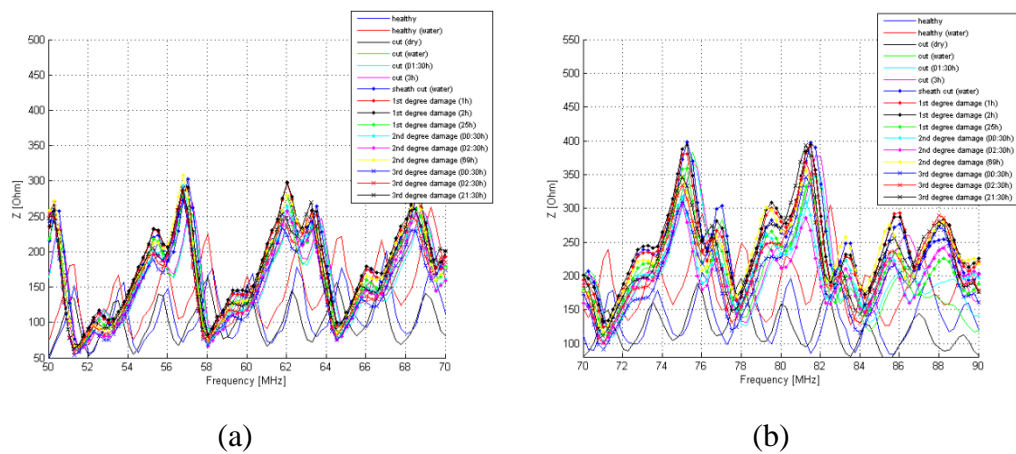 500
450
400
350
300
250
200
150
100
50
Z [Ohm]
50 52 54 56 58 60 62 64 66 68 70
Frequency [MHz]
healthy
healthy (water)
cut (dry)
cut (water)
cut (01:30h)
cut (3h)
sheath cut (water)
1st degree damage (1h)
1st degree damage (2h)
1st degree damage (25h)
2nd degree damage (00:30h)
2nd degree damage (02:30h)
2nd degree damage (69h)
3rd degree damage (00:30h)
3rd degree damage (02:30h)
3rd degree damage (21:30h)
(a)
550
500
450
400
350
300
250
200
150
100
Z [Ohm]
70 72 74 76 78 80 82 84 86 88 90
Frequency [MHz]
healthy
healthy (water)
cut (dry)
cut (water)
cut (01:30h)
cut (3h)
sheath cut (water)
1st degree damage (1h)
1st degree damage (2h)
1st degree damage (25h)
2nd degree damage (00:30h)
2nd degree damage (02:30h)
2nd degree damage (69h)
3rd degree damage (00:30h)
3rd degree damage (02:30h)
3rd degree damage (21:30h)
(b)